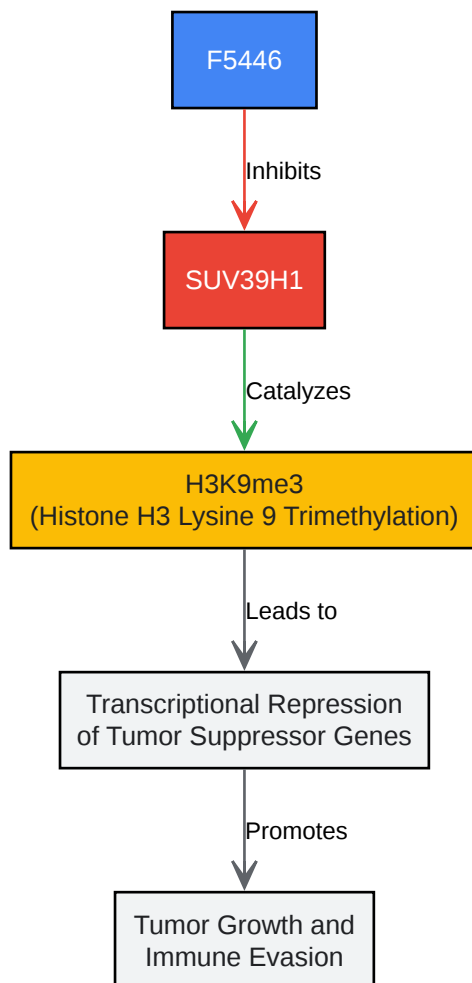 F5446
Inhibits
SUV39H1
Catalyzes
H3K9me3
(Histone H3 Lysine 9 Trimethylation)
Leads to
Transcriptional Repression
of Tumor Suppressor Genes
Promotes
Tumor Growth and
Immune Evasion